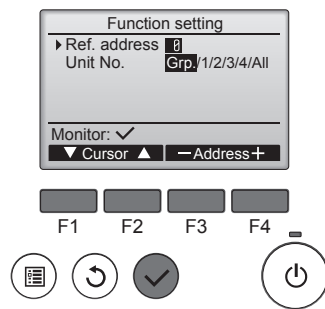 Function setting
Ref. address 0
Unit No. Grp./1/2/3/4/All
Monitor: ✓
▼ Cursor ▲ －Address＋
F1 F2 F3 F4